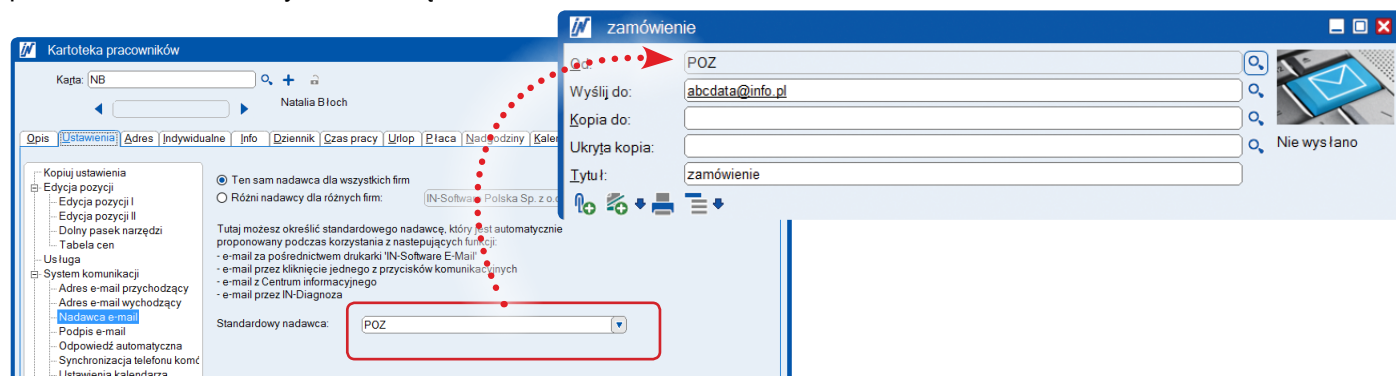 zamówienie
Od:
POZ
Wyślij do:
abcdata@info.pl
Kopia do:
Ukryta kopia:
Nie wysłano
Tytuł:
zamówienie
Kartoteka pracowników
Karta: NB
Natalia Błoch
Opis Ustawienia Adres Indywidualne Info Dziennik Czas pracy Urlop Płaca Nadgodziny
Kopiuj ustawienia
Edycja pozycji
Edycja pozycji I
Edycja pozycji II
Dolny pasek narzędzi
Tabela cen
Usługa
System komunikacji
Adres e-mail przychodzący
Adres e-mail wychodzący
Nadawca e-mail
Podpis e-mail
Odpowiedź automatyczna
Synchronizacja telefonu komó
Ustawienia kalendarza
Ten sam nadawca dla wszystkich firm
Różni nadawcy dla różnych firm: IN-Software Polska Sp. z o.o
Tutaj możesz określić standardowego nadawcę, który jest automatycznie
proponowany podczas korzystania z nastepujących funkcji:
- e-mail za pośrednictwem drukarki 'IN-Software E-Mail'
- e-mail przez kliknięcie jednego z przycisków komunikacyjnych
- e-mail z Centrum informacyjnego
- e-mail przez IN-Diagnoza
Standardowy nadawca: POZ